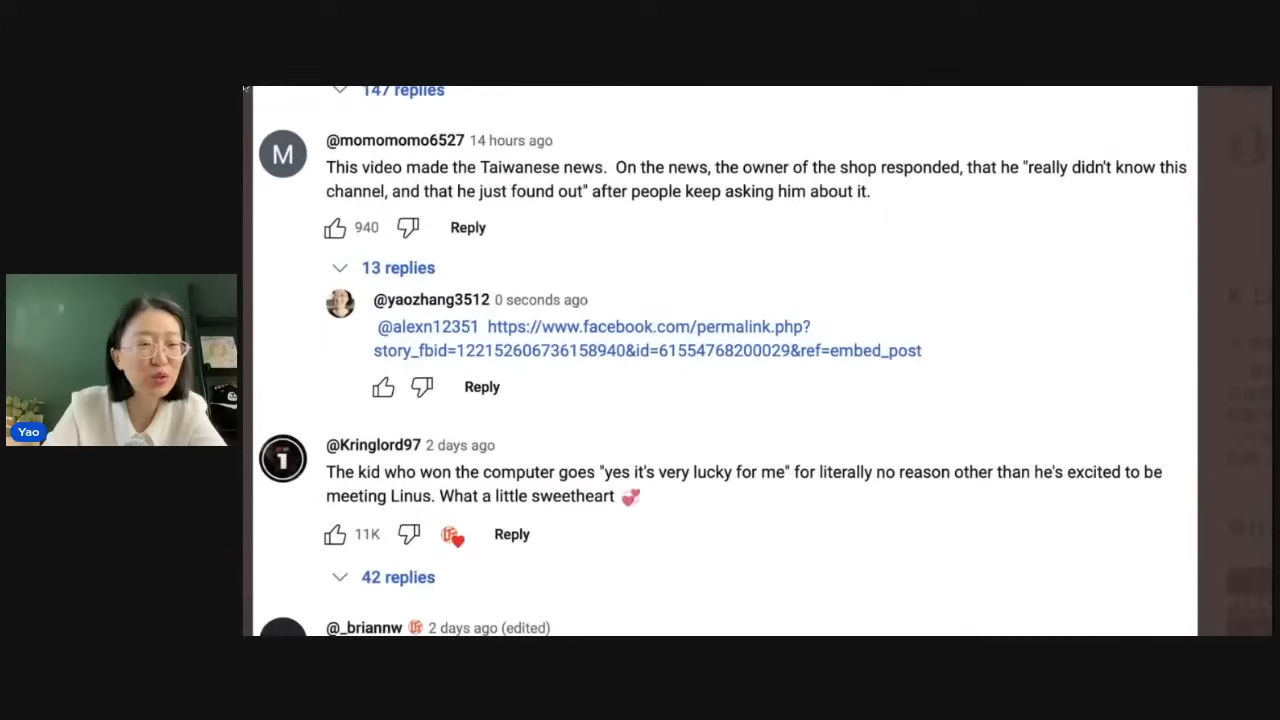 147 replies
M
@momomomo6527 14 hours ago
This video made the Taiwanese news. On the news, the owner of the shop responded, that he "really didn't know this
channel, and that he just found out" after people keep asking him about it.
940
Reply
13 replies
@yaozhang3512 0 seconds ago
@alexn12351 https://www.facebook.com/permalink.php?
story_fbid=122152606736158940&id=61554768200029&ref=embed_post
Reply
Yao
@Kringlord97 2 days ago
The kid who won the computer goes "yes it's very lucky for me" for literally no reason other than he's excited to be
meeting Linus. What a little sweetheart 💞
11K
Reply
42 replies
@_briannw 2 days ago (edited)